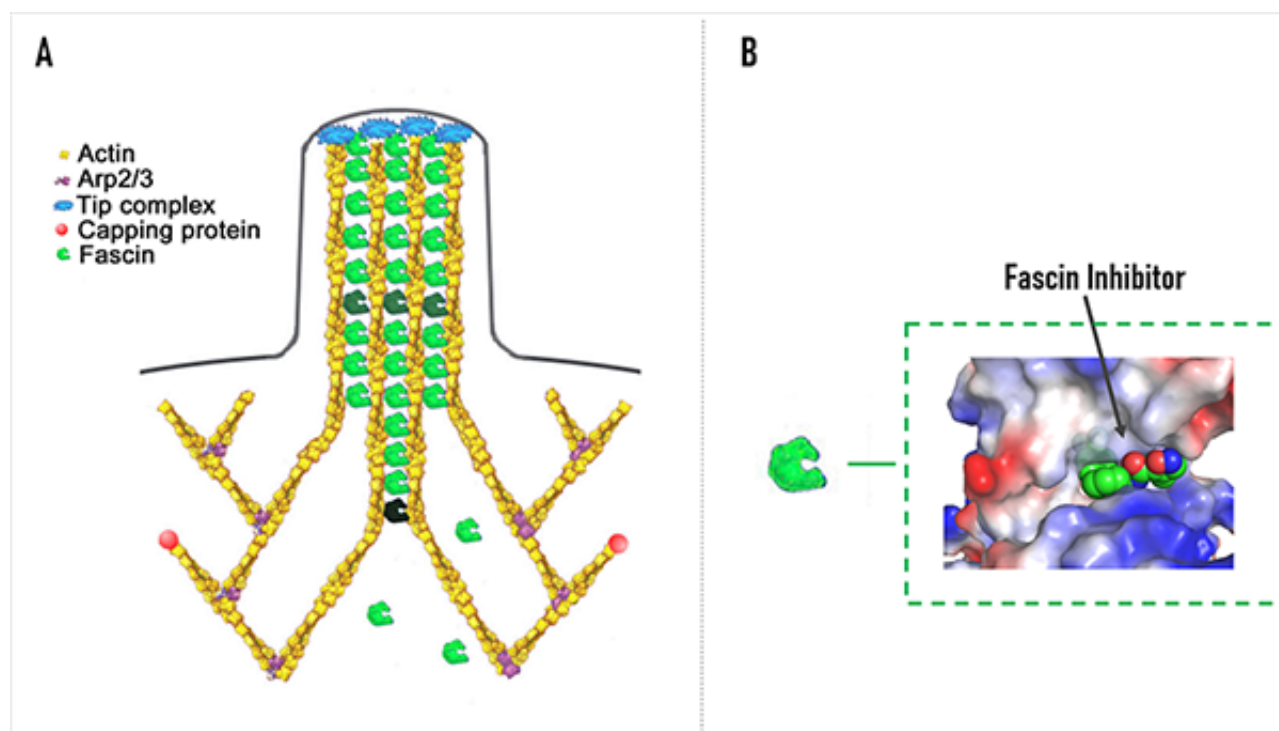 A
Actin
Arp2/3
Tip complex
Capping protein
Fascin
B
Fascin Inhibitor